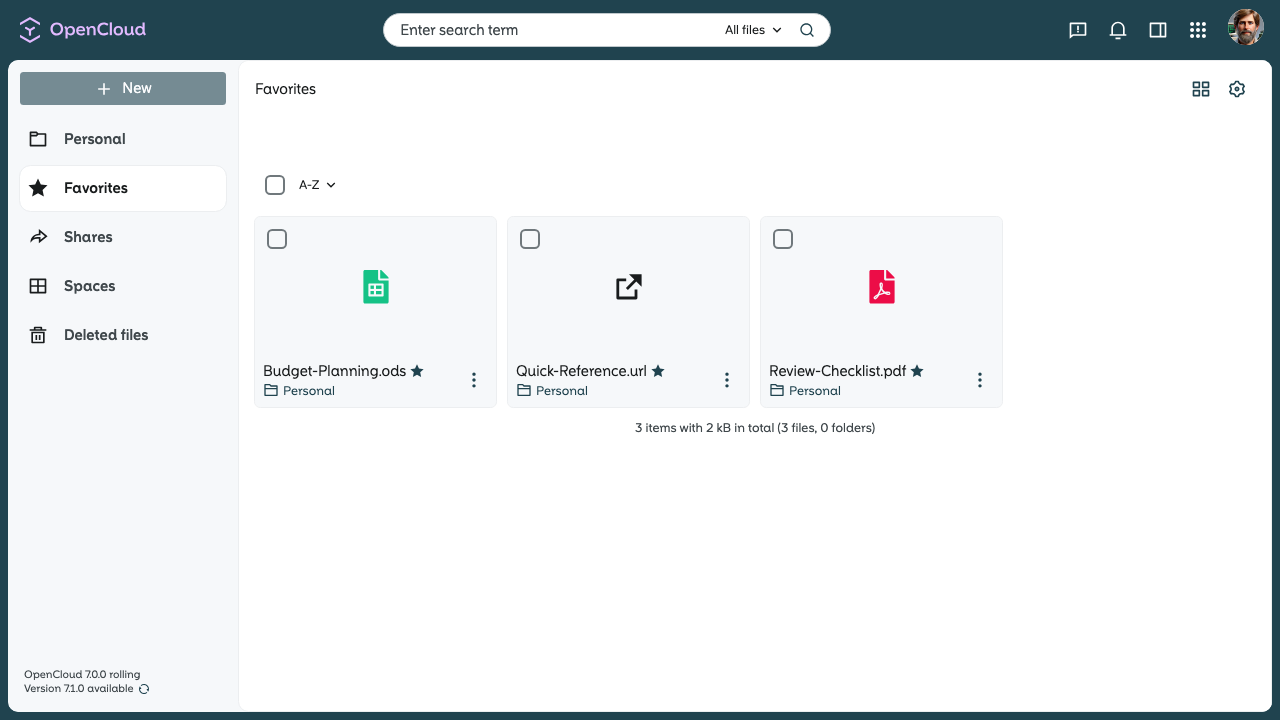 OpenCloud
Enter search term
All files
New
Personal
Favorites
Shares
Spaces
Deleted files
OpenCloud 7.0.0 rolling
Version 7.1.0 available
Favorites
A-Z
Budget-Planning.ods
Personal
Quick-Reference.url
Personal
Review-Checklist.pdf
Personal
3 items with 2 kB in total (3 files, 0 folders)